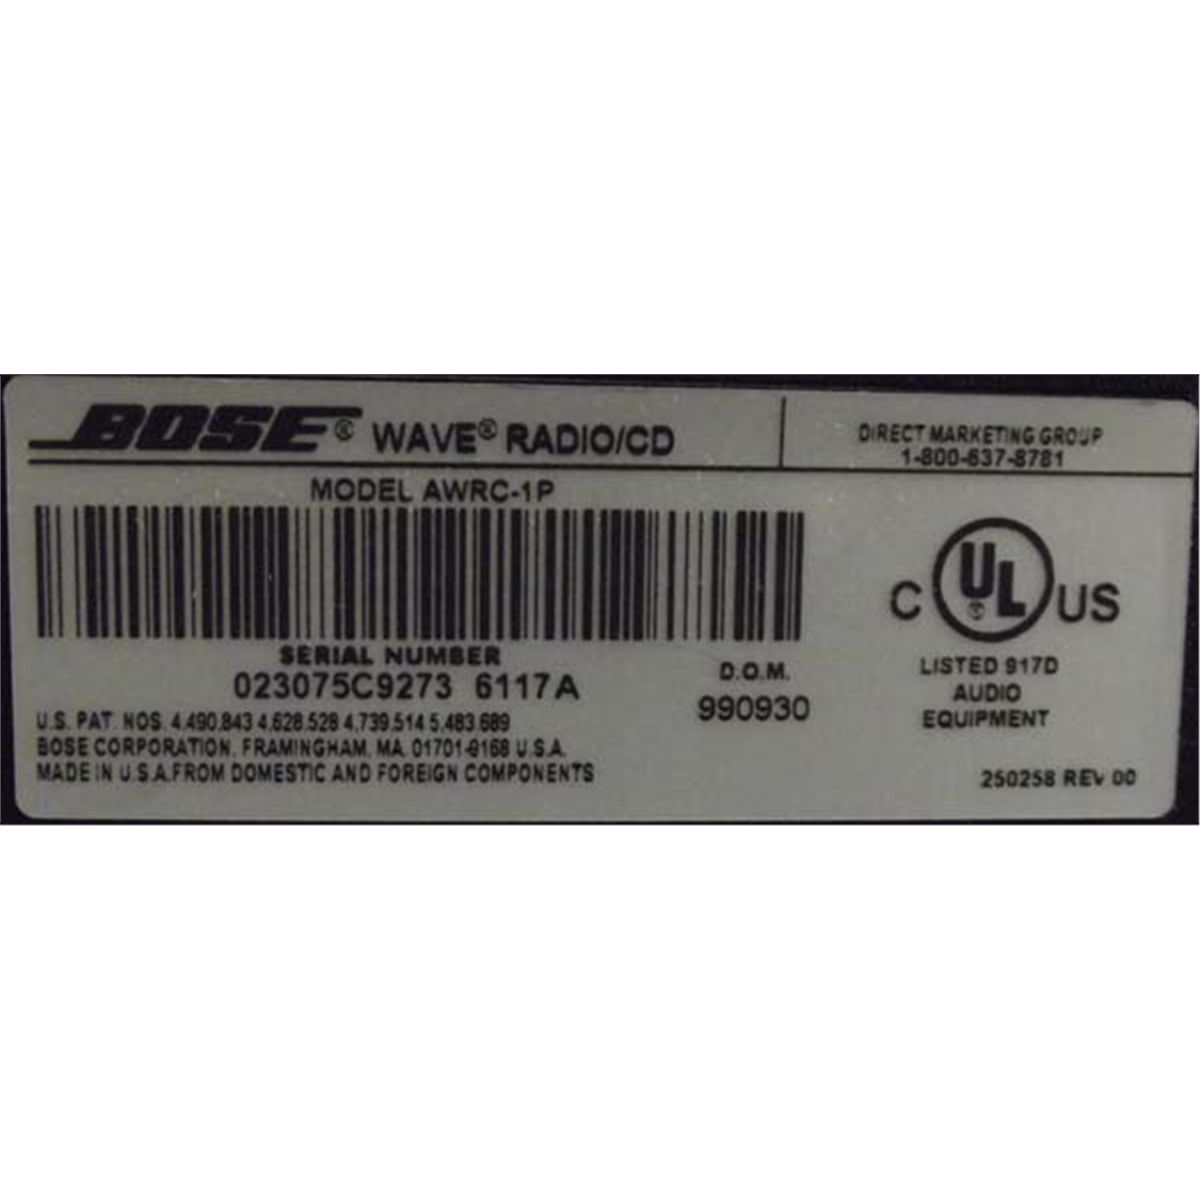 BOSE® WAVE® RADIO/CD
DIRECT MARKETING GROUP
1-800-637-8781
MODEL AWRC-1P
SERIAL NUMBER
023075C9273 6117A
D.O.M.
990930
C UL® US
LISTED 917D
AUDIO
EQUIPMENT
U.S. PAT. NOS. 4,490,843 4,628,528 4,739,514 5,483,689
BOSE CORPORATION, FRAMINGHAM, MA 01701-9168 U.S.A.
MADE IN U.S.A.FROM DOMESTIC AND FOREIGN COMPONENTS
250258 REV 00